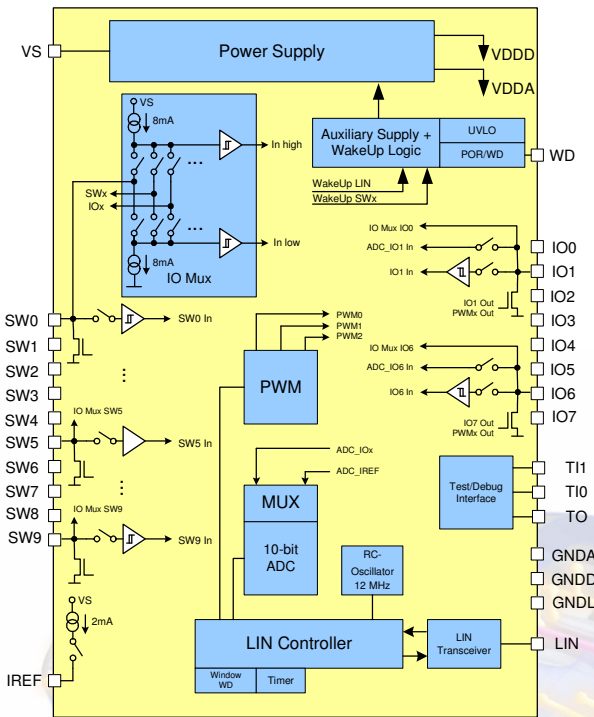 Power Supply
VS
VDDD
VDDA
VS
8mA
In high
SWx
IOx
In low
8mA
IO Mux
Auxiliary Supply +
WakeUp Logic
UVLO
POR/WD
WD
WakeUp LIN
WakeUp SWx
IO Mux IO0
ADC_IO1 In
IO1 In
IO1 Out
PWMx Out
IO0
IO1
IO2
IO3
IO4
IO5
IO6
IO7
IO Mux IO6
ADC_IO6 In
IO6 In
IO7 Out
PWMx Out
SW0
SW1
SW2
SW3
SW4
SW5
SW6
SW7
SW8
SW9
SW0 In
...
IO Mux SW5
SW5 In
...
IO Mux SW9
SW9 In
PWM0
PWM1
PWM2
PWM
ADC_IOx
ADC_IREF
MUX
10-bit
ADC
Test/Debug
Interface
TI1
TI0
TO
GNDA
GNDD
GNDL
RC-
Oscillator
12 MHz
VS
2mA
IREF
LIN Controller
Window
WD
Timer
LIN
Transceiver
LIN